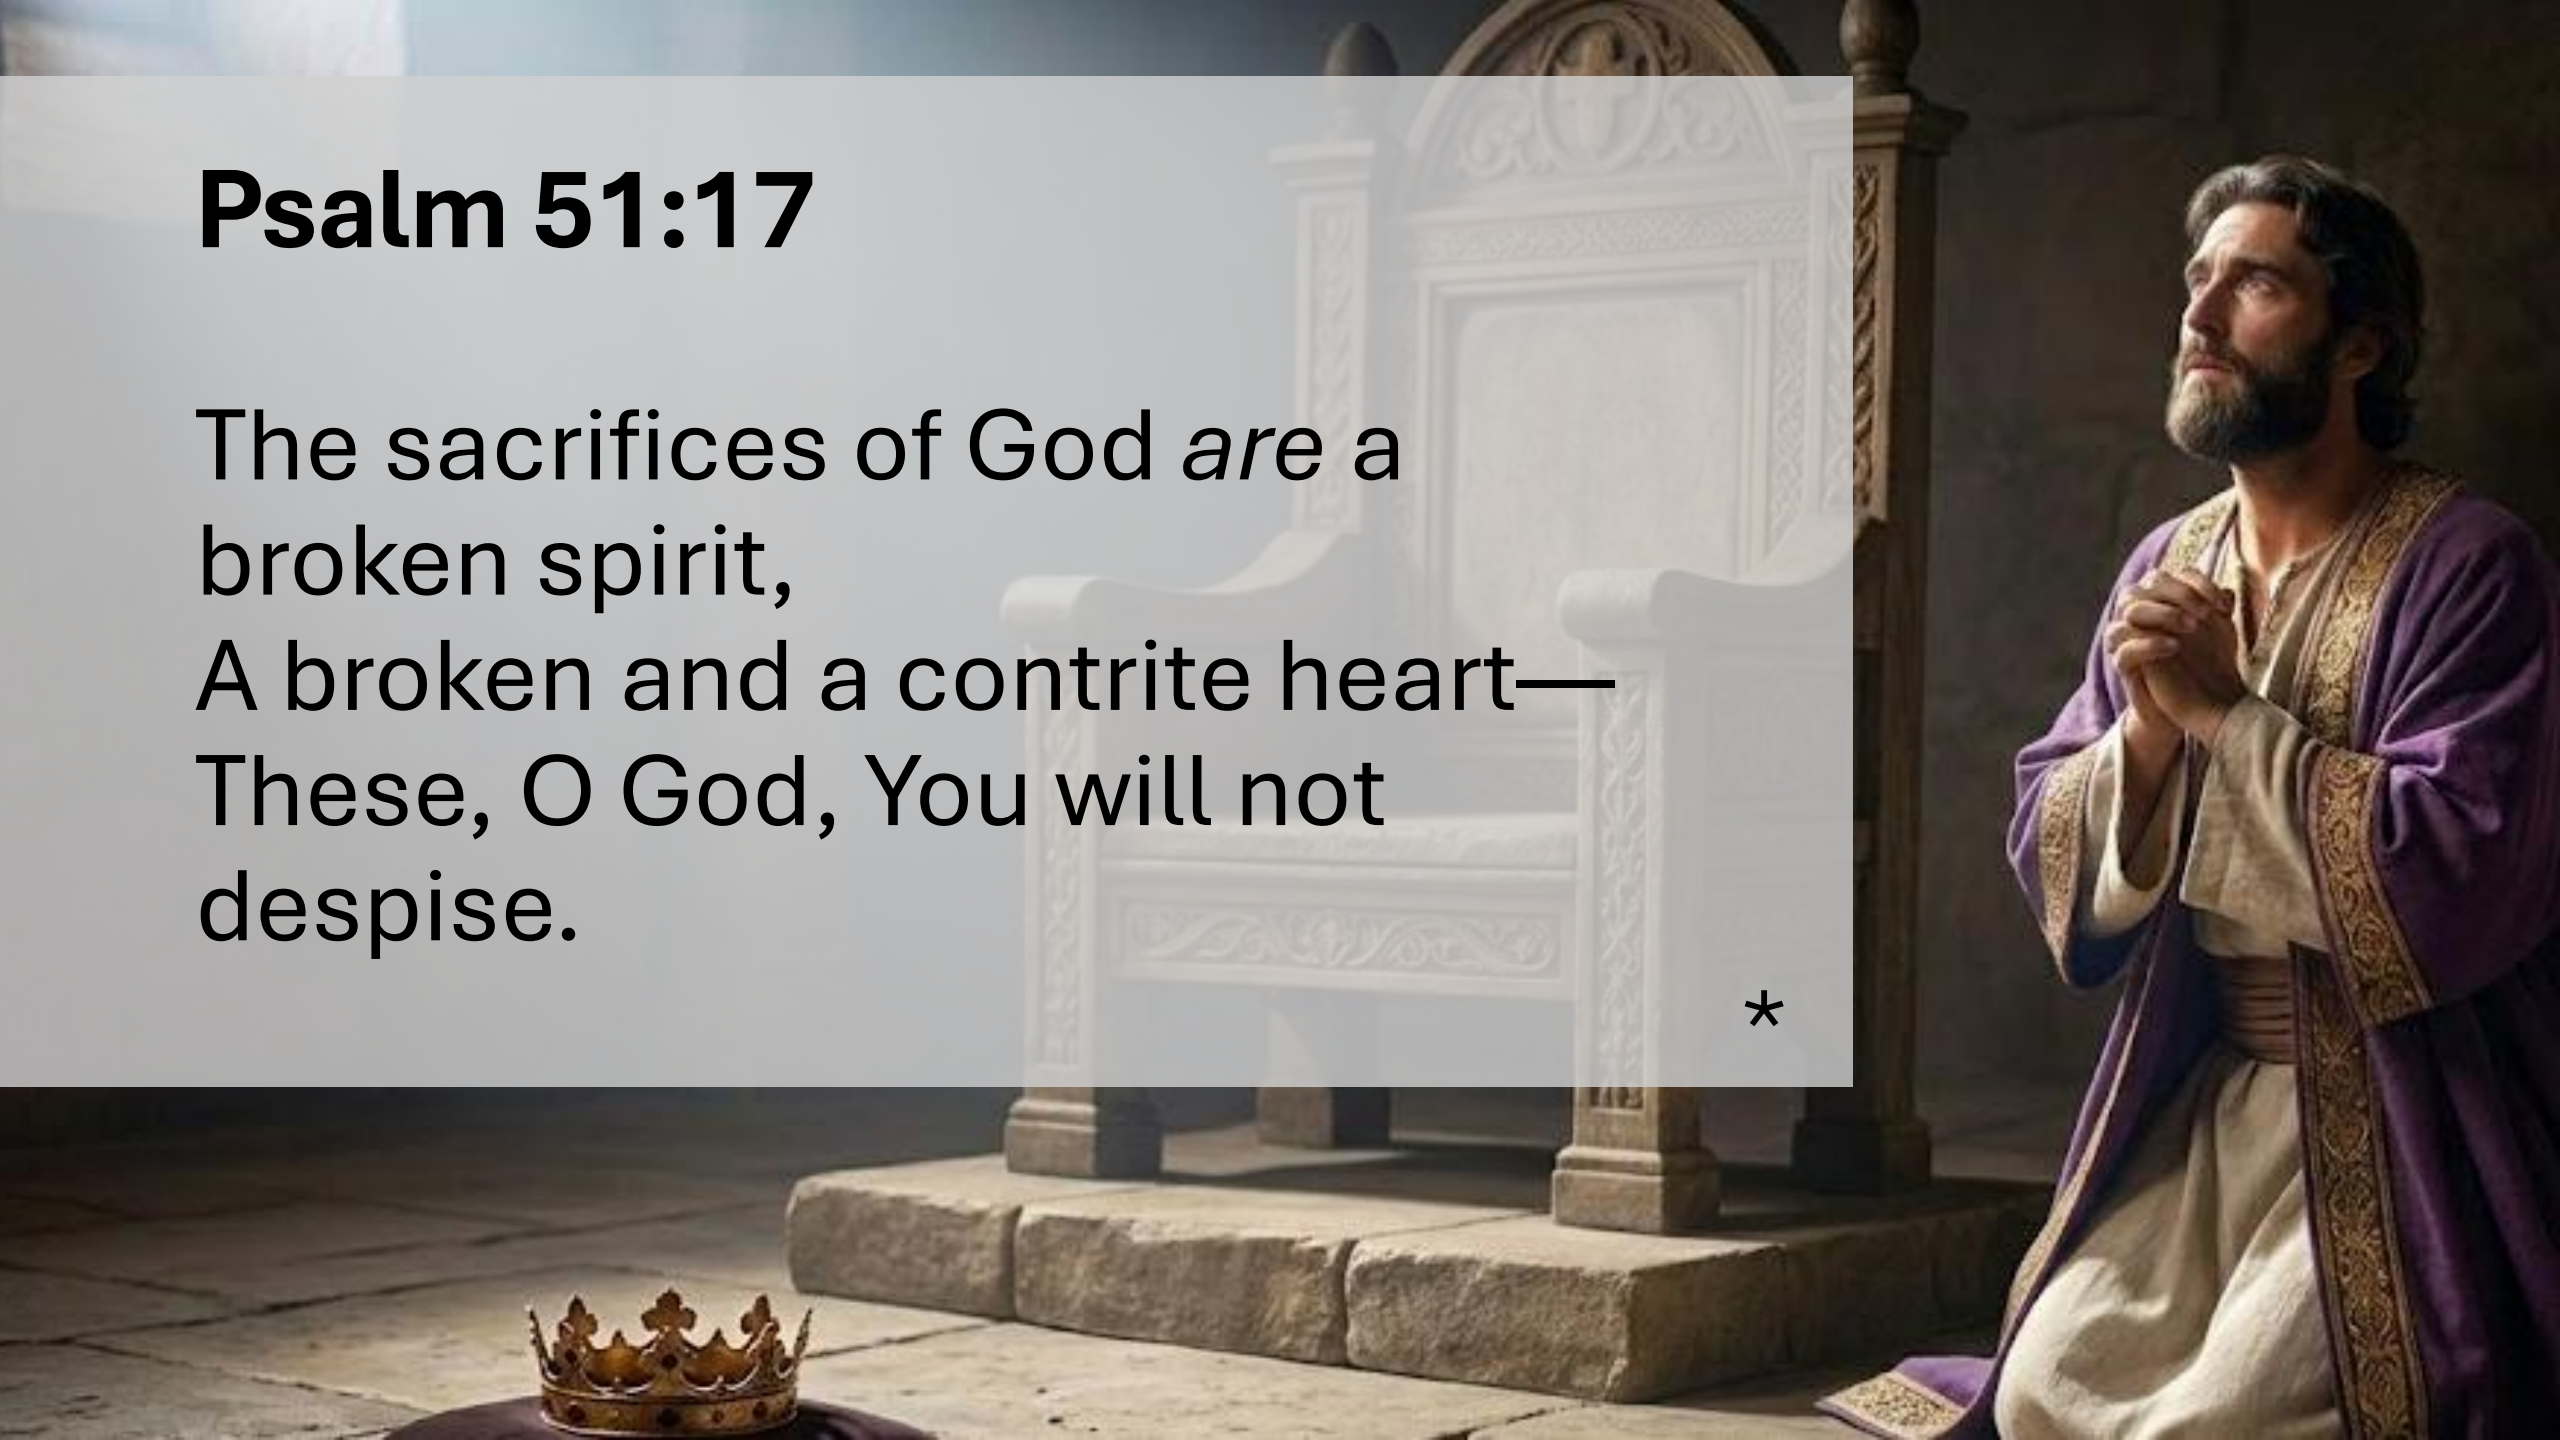 Psalm 51:17
The sacrifices of God are a
broken spirit,
A broken and a contrite heart—
These, O God, You will not
despise.
*